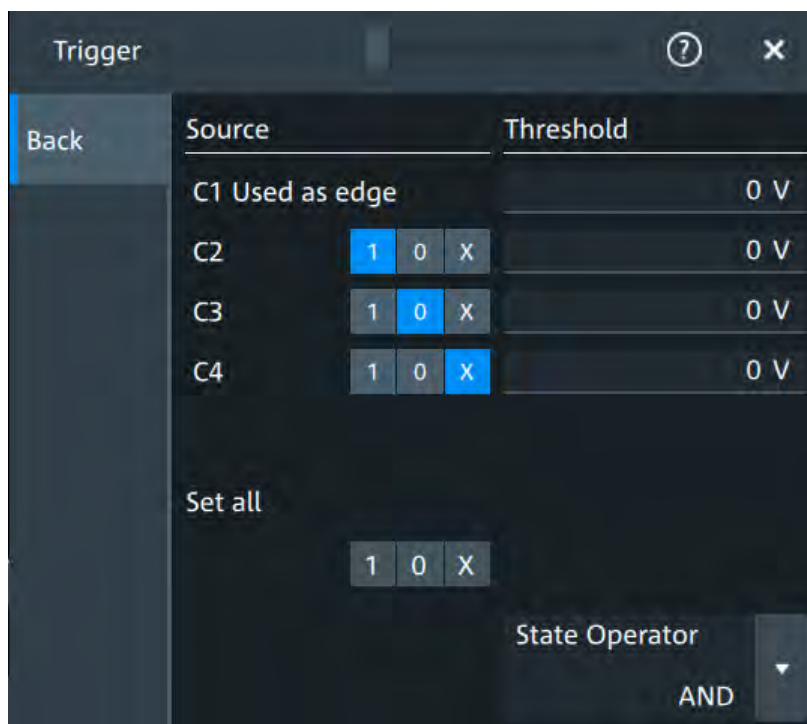 Trigger ? ×
Back Source Threshold
C1 Used as edge 0 V
C2 1 0 X 0 V
C3 1 0 X 0 V
C4 1 0 X 0 V
Set all
1 0 X
State Operator
AND